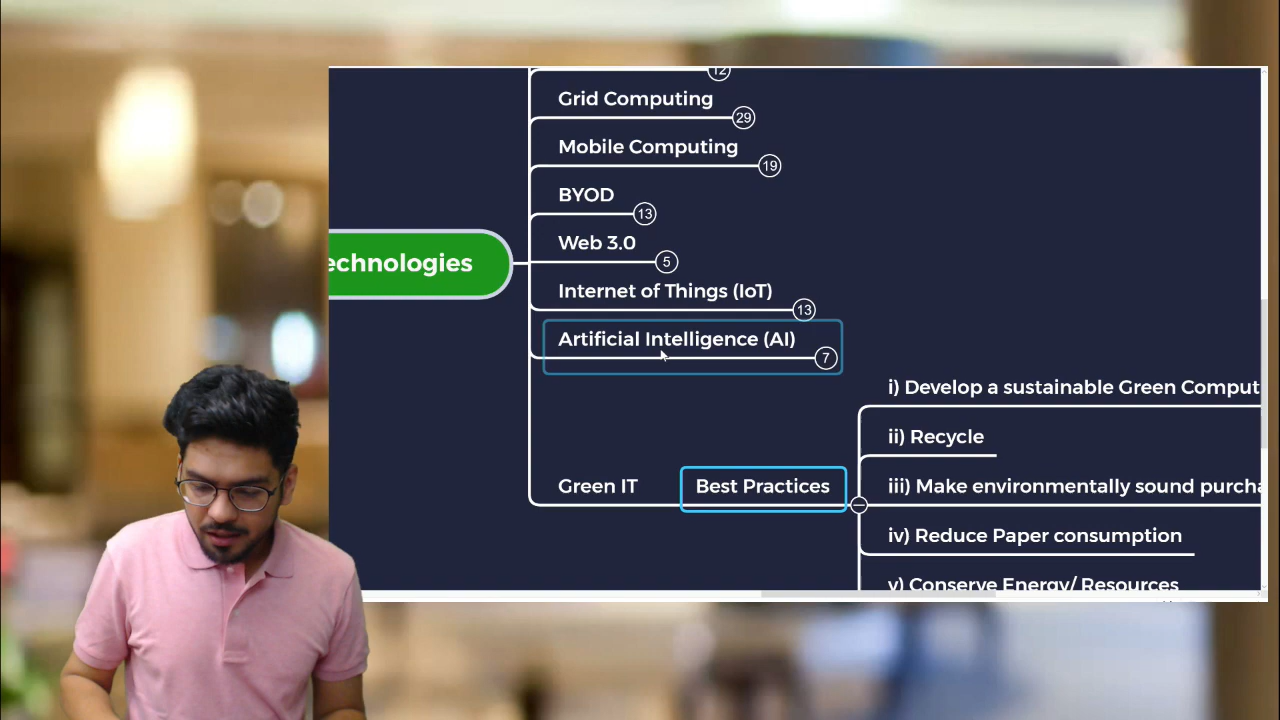 12
Grid Computing
29
Mobile Computing
19
BYOD
13
Web 3.0
5
echnologies
Internet of Things (IoT)
13
Artificial Intelligence (AI)
7
Green IT
Best Practices
i) Develop a sustainable Green Comput
ii) Recycle
iii) Make environmentally sound purcha
iv) Reduce Paper consumption
v) Conserve Energy/ Resources